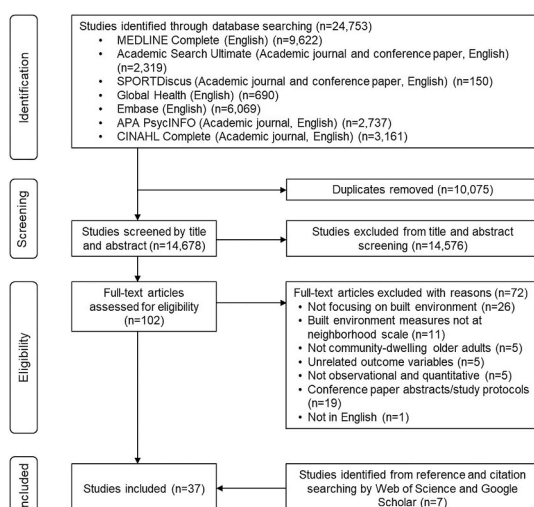 Identification
Studies identified through database searching (n=24,753)
• MEDLINE Complete (English) (n=9,622)
• Academic Search Ultimate (Academic journal and conference paper, English)
(n=2,319)
• SPORTDiscus (Academic journal and conference paper, English) (n=150)
• Global Health (English) (n=690)
• Embase (English) (n=6,069)
• APA PsycINFO (Academic journal, English) (n=2,737)
• CINAHL Complete (Academic journal, English) (n=3,161)
Screening
Duplicates removed (n=10,075)
Studies screened by title
and abstract (n=14,678)
Studies excluded from title and abstract
screening (n=14,576)
Eligibility
Full-text articles
assessed for eligibility
(n=102)
Full-text articles excluded with reasons (n=72)
• Not focusing on built environment (n=26)
• Built environment measures not at
neighborhood scale (n=11)
• Not community-dwelling older adults (n=5)
• Unrelated outcome variables (n=5)
• Not observational and quantitative (n=5)
• Conference paper abstracts/study protocols
(n=19)
• Not in English (n=1)
Included
Studies included (n=37)
Studies identified from reference and citation
searching by Web of Science and Google
Scholar (n=7)